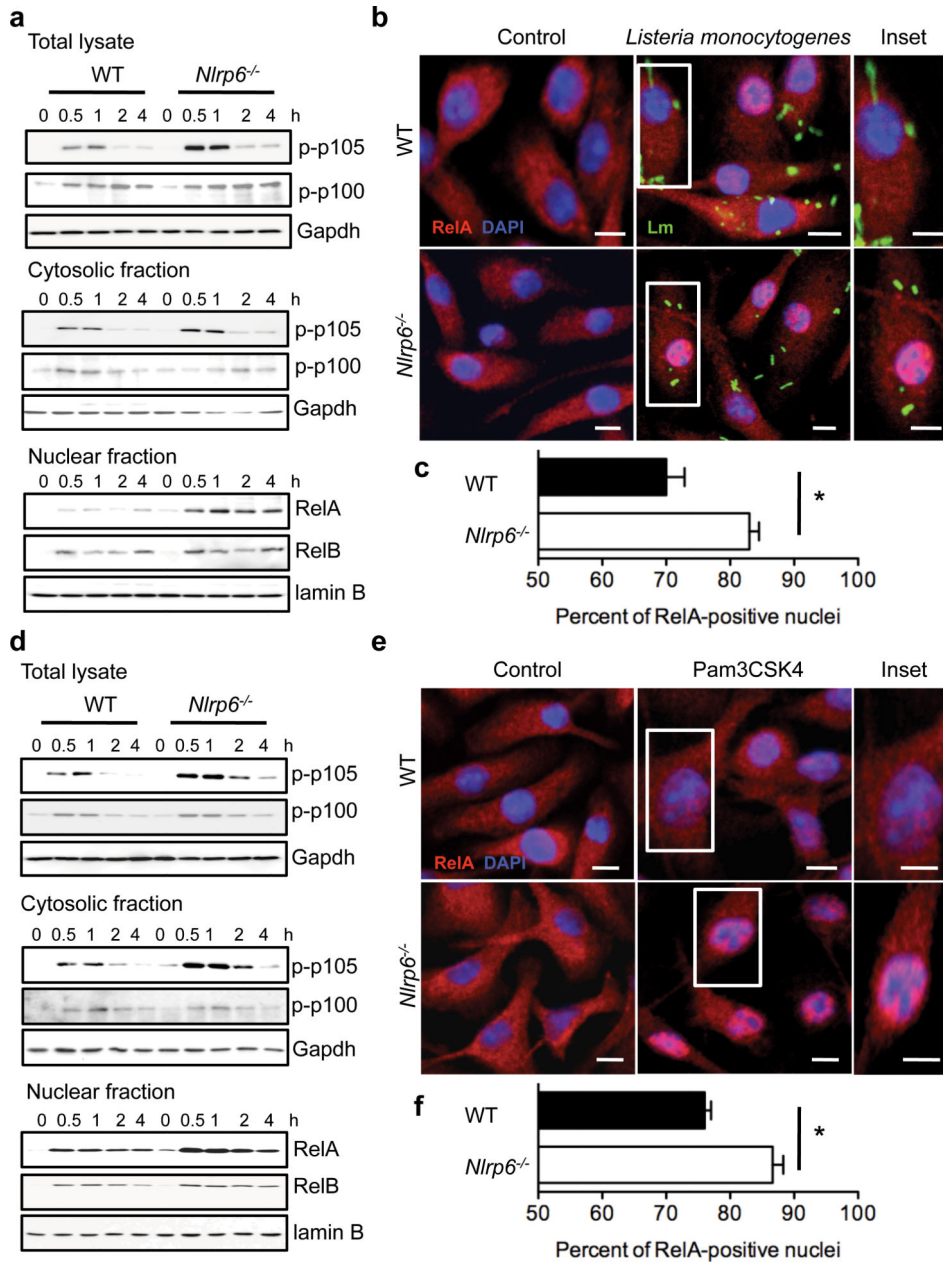 a
Total lysate
WT Nlrp6-/-
0 0.5 1 2 4 0 0.5 1 2 4 h
p-p105
p-p100
Gapdh
Cytosolic fraction
0 0.5 1 2 4 0 0.5 1 2 4 h
p-p105
p-p100
Gapdh
Nuclear fraction
0 0.5 1 2 4 0 0.5 1 2 4 h
RelA
RelB
lamin B
b
Control Listeria monocytogenes Inset
WT
RelA DAPI Lm
Nlrp6-/-
c
WT
Nlrp6-/-
*
50 60 70 80 90 100
Percent of RelA-positive nuclei
d
Total lysate
WT Nlrp6-/-
0 0.5 1 2 4 0 0.5 1 2 4 h
p-p105
p-p100
Gapdh
Cytosolic fraction
0 0.5 1 2 4 0 0.5 1 2 4 h
p-p105
p-p100
Gapdh
Nuclear fraction
0 0.5 1 2 4 0 0.5 1 2 4 h
RelA
RelB
lamin B
e
Control Pam3CSK4 Inset
WT
RelA DAPI
Nlrp6-/-
f
WT
Nlrp6-/-
*
50 60 70 80 90 100
Percent of RelA-positive nuclei